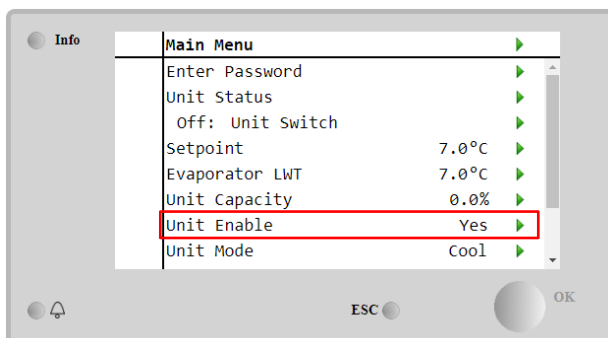 Info
Main Menu
Enter Password
Unit Status
Off: Unit Switch
Setpoint 7.0°C
Evaporator LWT 7.0°C
Unit Capacity 0.0%
Unit Enable Yes
Unit Mode Cool
ESC
OK